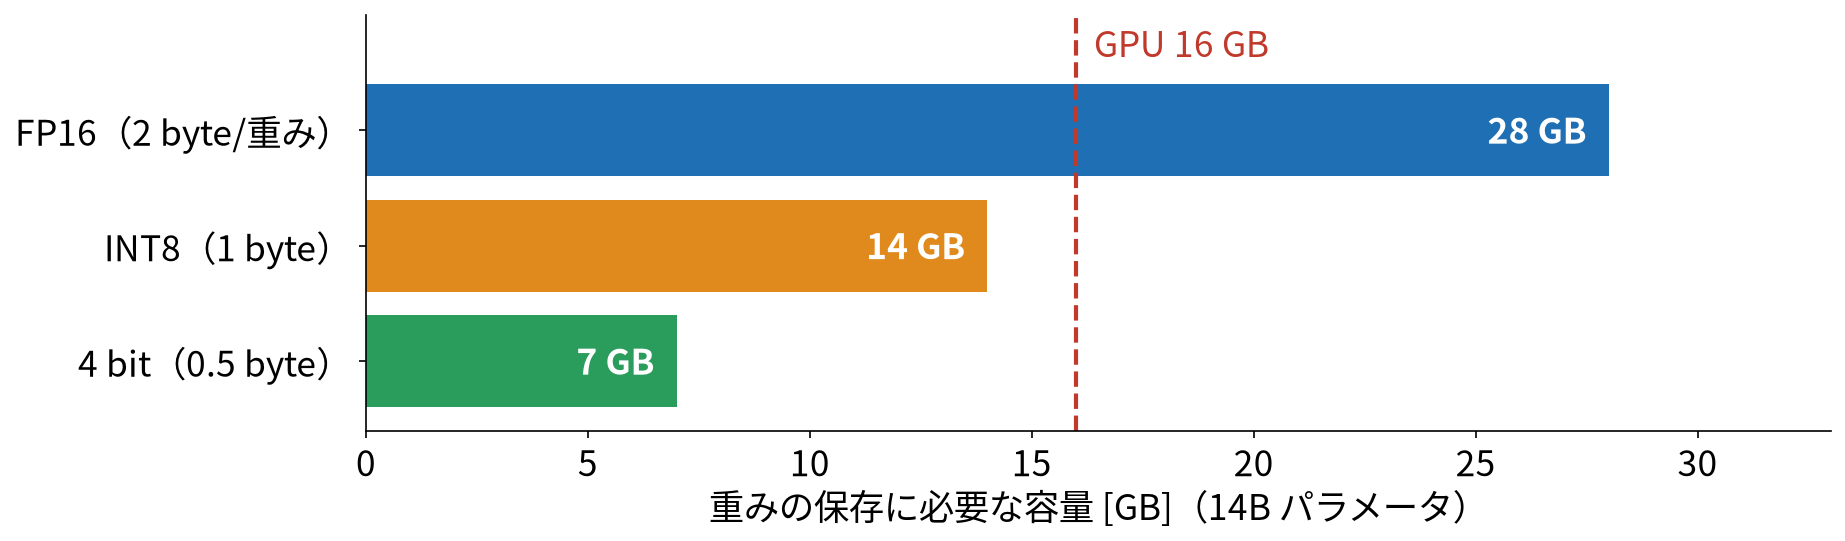 GPU 16 GB
FP16（2 byte/重み）
28 GB
INT8（1 byte）
14 GB
4 bit（0.5 byte）
7 GB
0 5 10 15 20 25 30
重みの保存に必要な容量 [GB]（14B パラメータ）